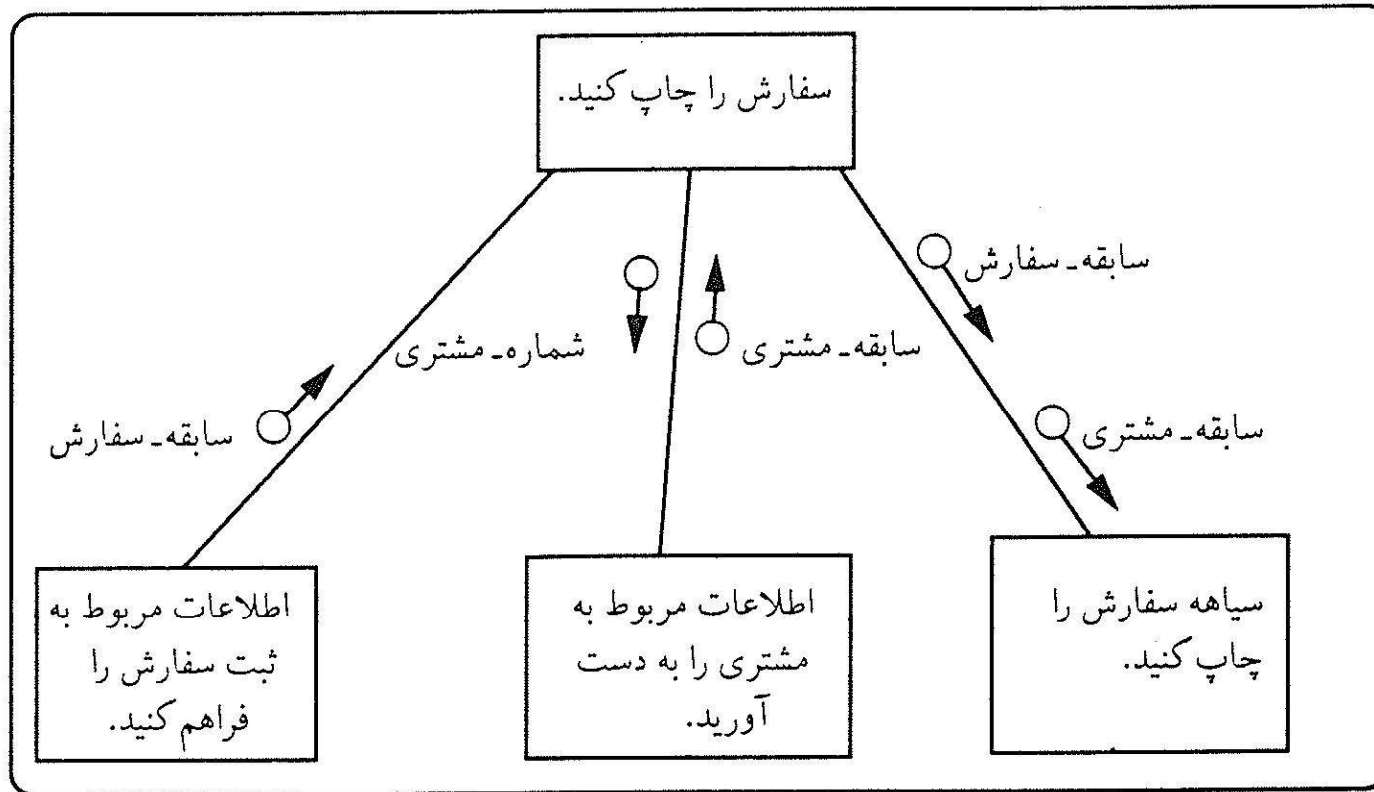 سفارش را چاپ کنید.
سابقه‌ـ سفارش
شماره‌ـ مشتری
سابقه‌ـ مشتری
سابقه‌ـ سفارش
سابقه‌ـ مشتری
سیاهه سفارش را
چاپ کنید.
اطلاعات مربوط به
مشتری را به دست
آورید.
اطلاعات مربوط به
ثبت سفارش را
فراهم کنید.